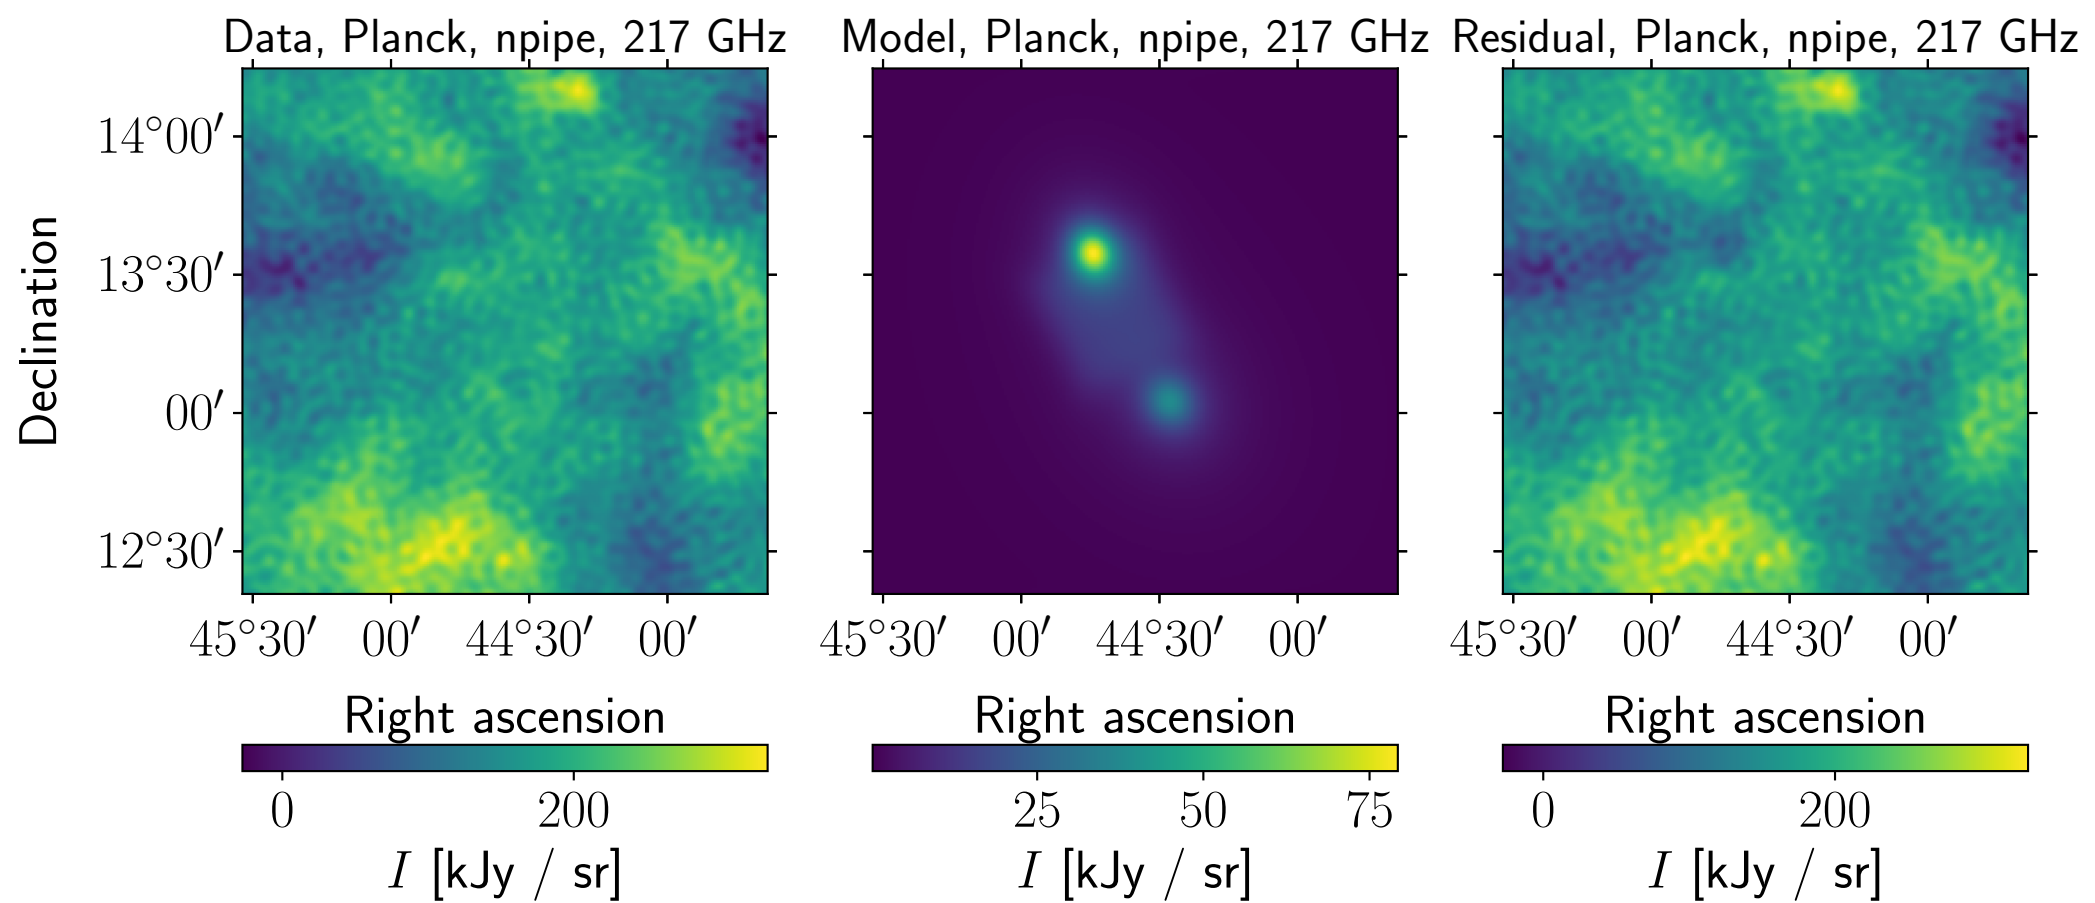 Data, Planck, npipe, 217 GHz
Model, Planck, npipe, 217 GHz
Residual, Planck, npipe, 217 GHz
Declination
14°00′
13°30′
00′
12°30′
45°30′ 00′ 44°30′ 00′
45°30′ 00′ 44°30′ 00′
45°30′ 00′ 44°30′ 00′
Right ascension
Right ascension
Right ascension
0 200
25 50 75
0 200
I [kJy / sr]
I [kJy / sr]
I [kJy / sr]